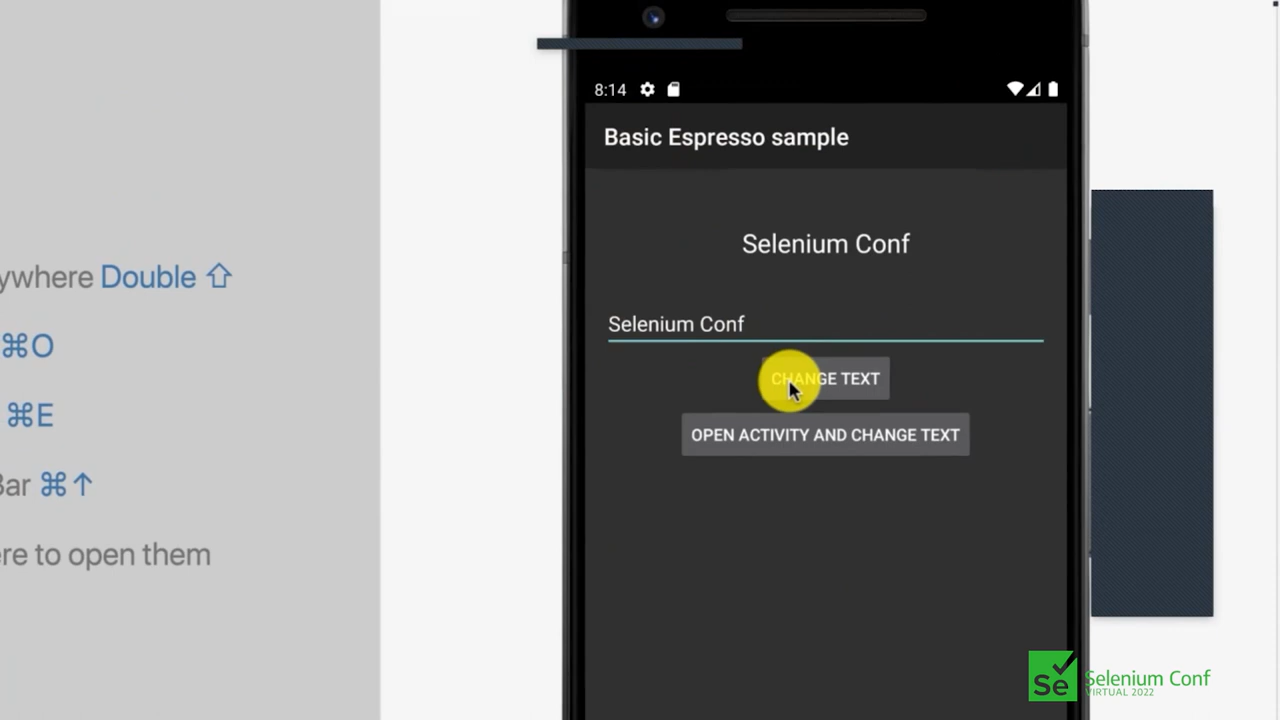 8:14
Basic Espresso sample
Selenium Conf
Selenium Conf
CHANGE TEXT
OPEN ACTIVITY AND CHANGE TEXT
ywhere Double ⇧
⌘O
⌘E
Bar ⌘↑
ere to open them
Se Selenium Conf
VIRTUAL 2022